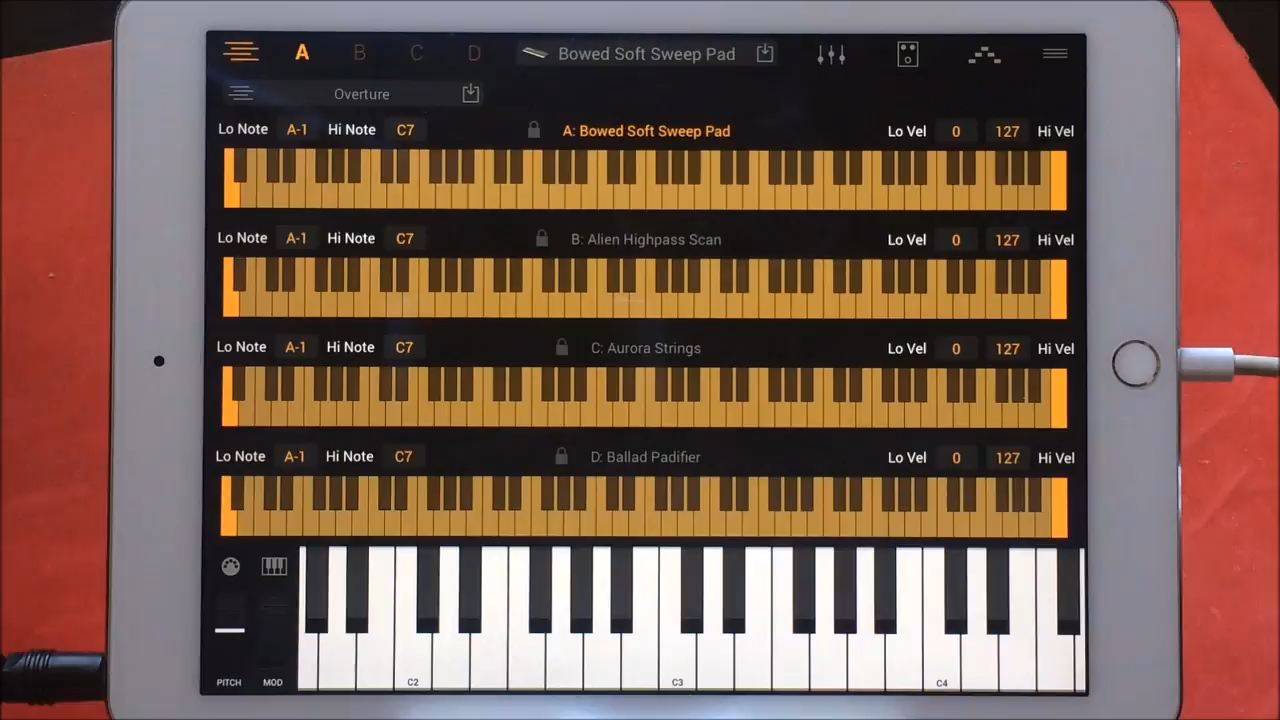 A B C D Bowed Soft Sweep Pad
Overture
Lo Note A-1 Hi Note C7 A: Bowed Soft Sweep Pad Lo Vel 0 127 Hi Vel
Lo Note A-1 Hi Note C7 B: Alien Highpass Scan Lo Vel 0 127 Hi Vel
Lo Note A-1 Hi Note C7 C: Aurora Strings Lo Vel 0 127 Hi Vel
Lo Note A-1 Hi Note C7 D: Ballad Padifier Lo Vel 0 127 Hi Vel
PITCH MOD C2 C3 C4